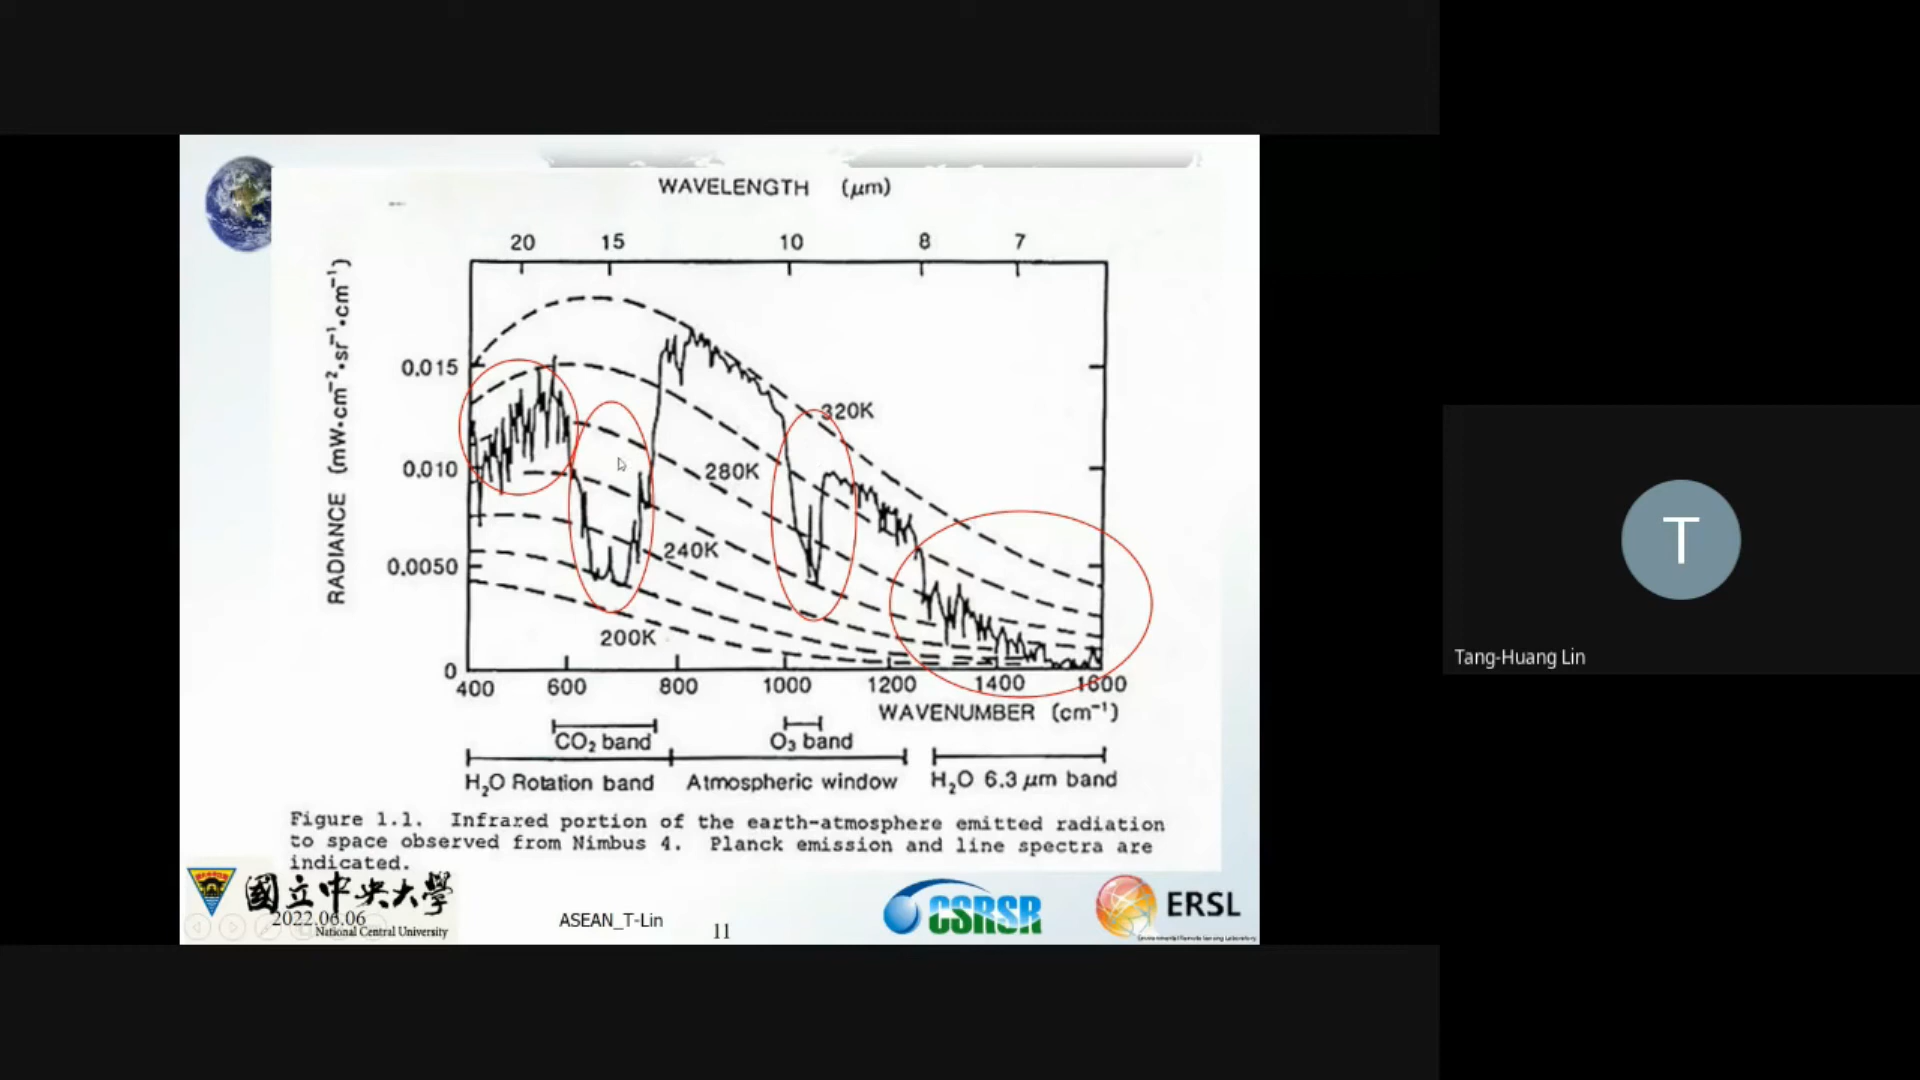 WAVELENGTH (μm)
20 15 10 8 7
RADIANCE (mW·cm⁻²·sr⁻¹·cm⁻¹)
0.015
0.010
0.0050
0
320K
280K
240K
200K
400 600 800 1000 1200 1400 1600
WAVENUMBER (cm⁻¹)
CO₂ band O₃ band
H₂O Rotation band Atmospheric window H₂O 6.3 μm band
Figure 1.1. Infrared portion of the earth-atmosphere emitted radiation
to space observed from Nimbus 4. Planck emission and line spectra are
indicated.
國立中央大學
2022.06.06
National Central University
ASEAN_T-Lin
11
CSRSR
ERSL
Environmental Remote Sensing Laboratory
T
Tang-Huang Lin